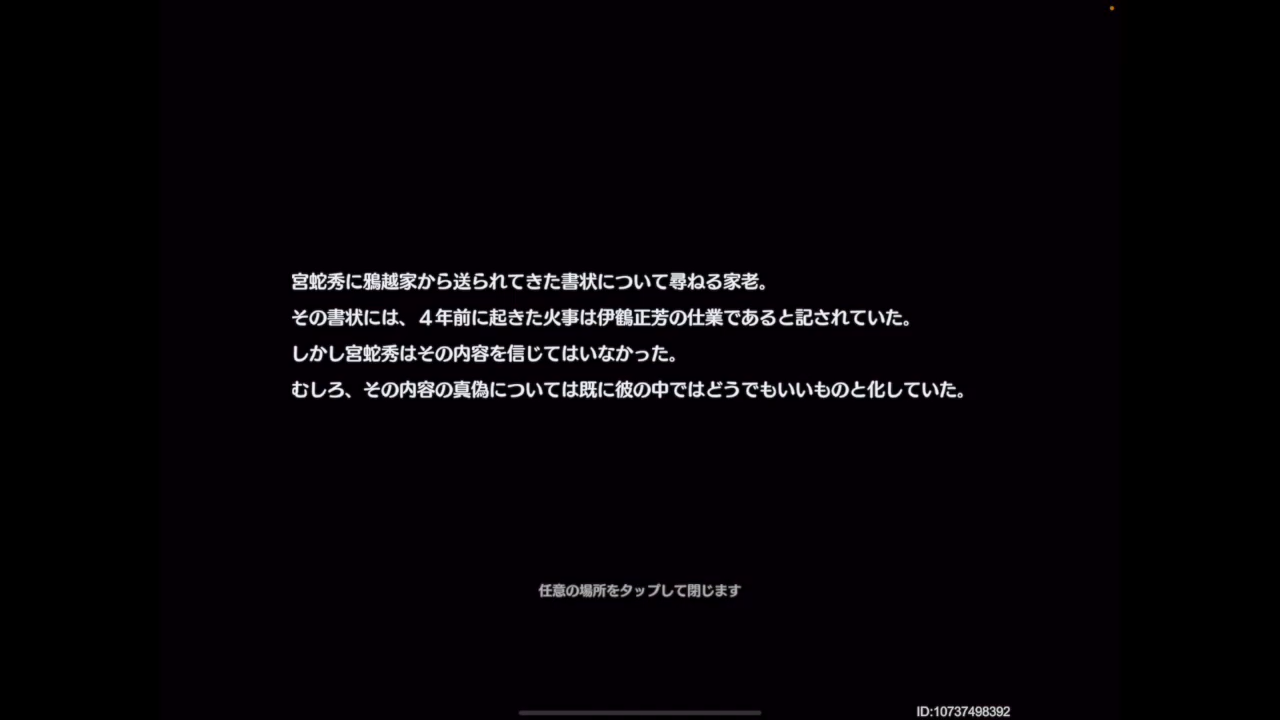 宮蛇秀に鴉越家から送られてきた書状について尋ねる家老。
その書状には、４年前に起きた火事は伊鶴正芳の仕業であると記されていた。
しかし宮蛇秀はその内容を信じてはいなかった。
むしろ、その内容の真偽については既に彼の中ではどうでもいいものと化していた。
任意の場所をタップして閉じます
ID:10737498392